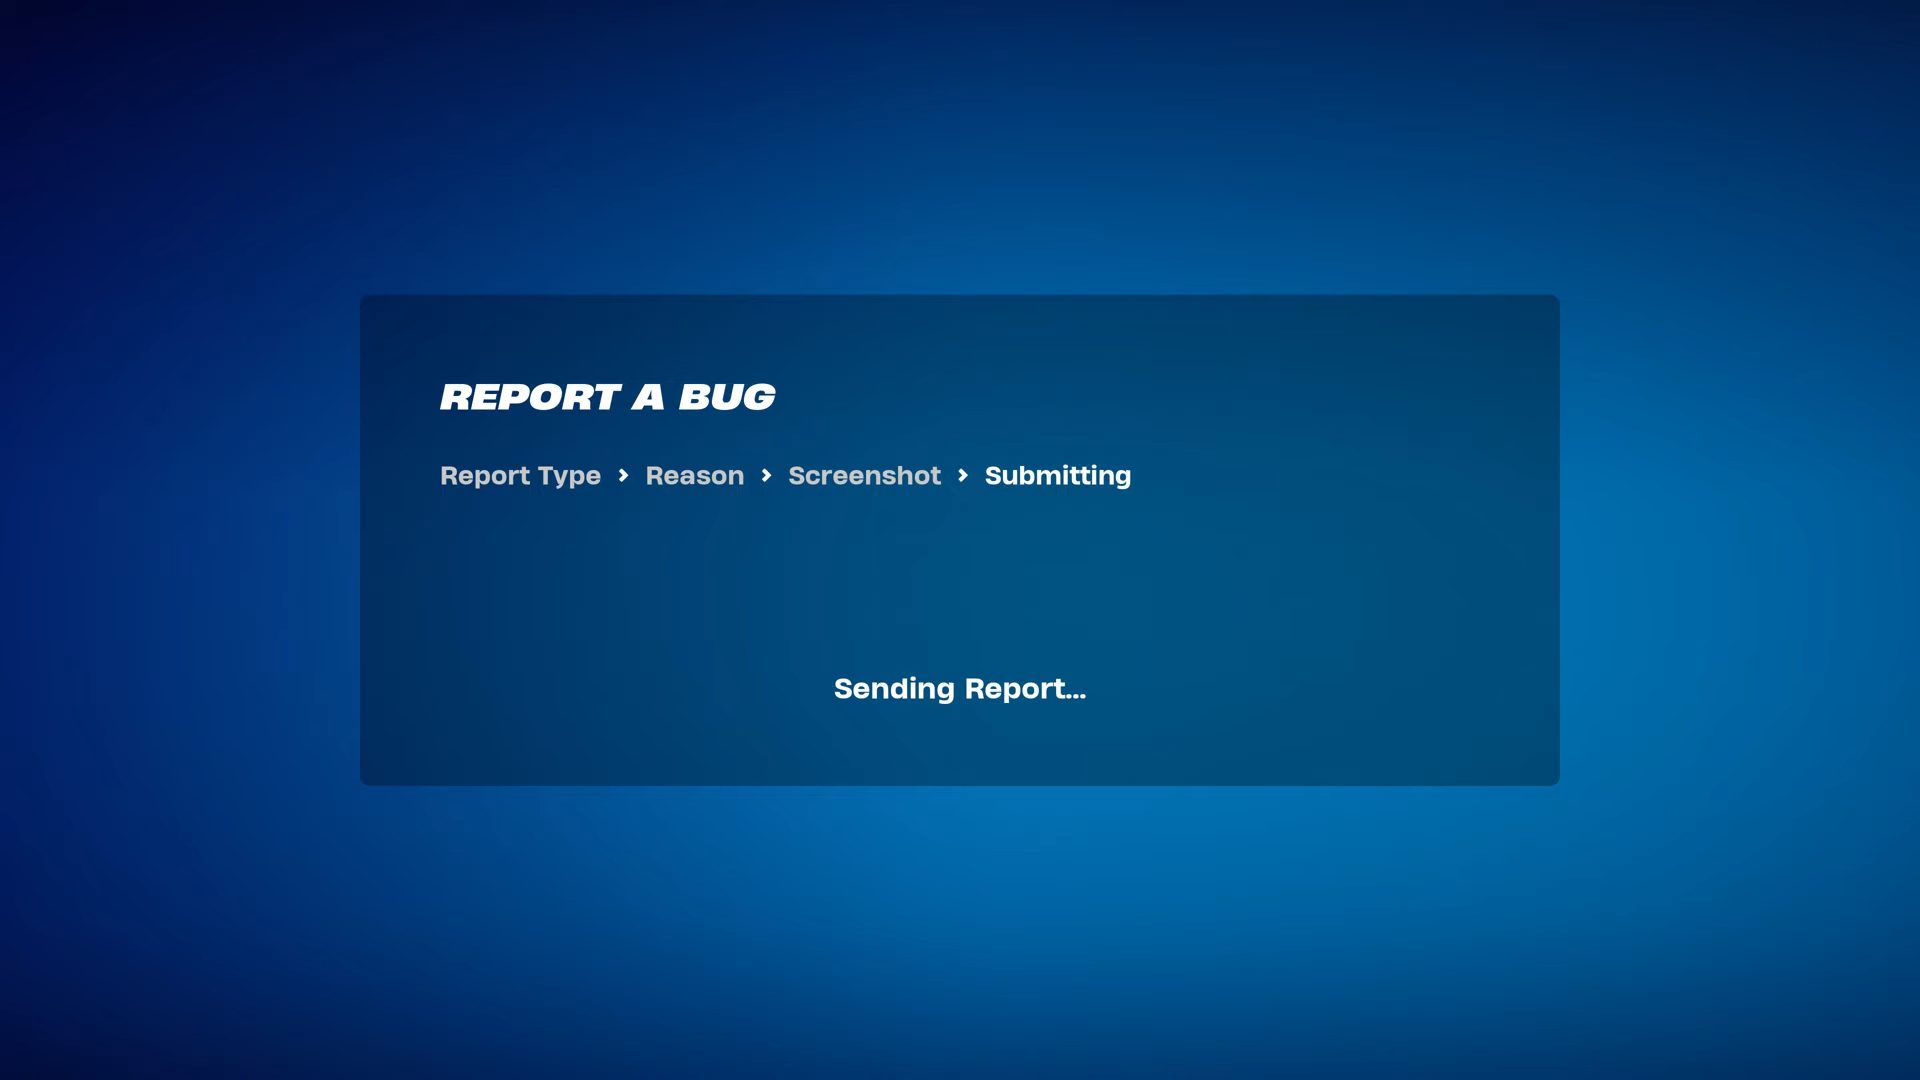 REPORT A BUG
Report Type > Reason > Screenshot > Submitting
Sending Report...